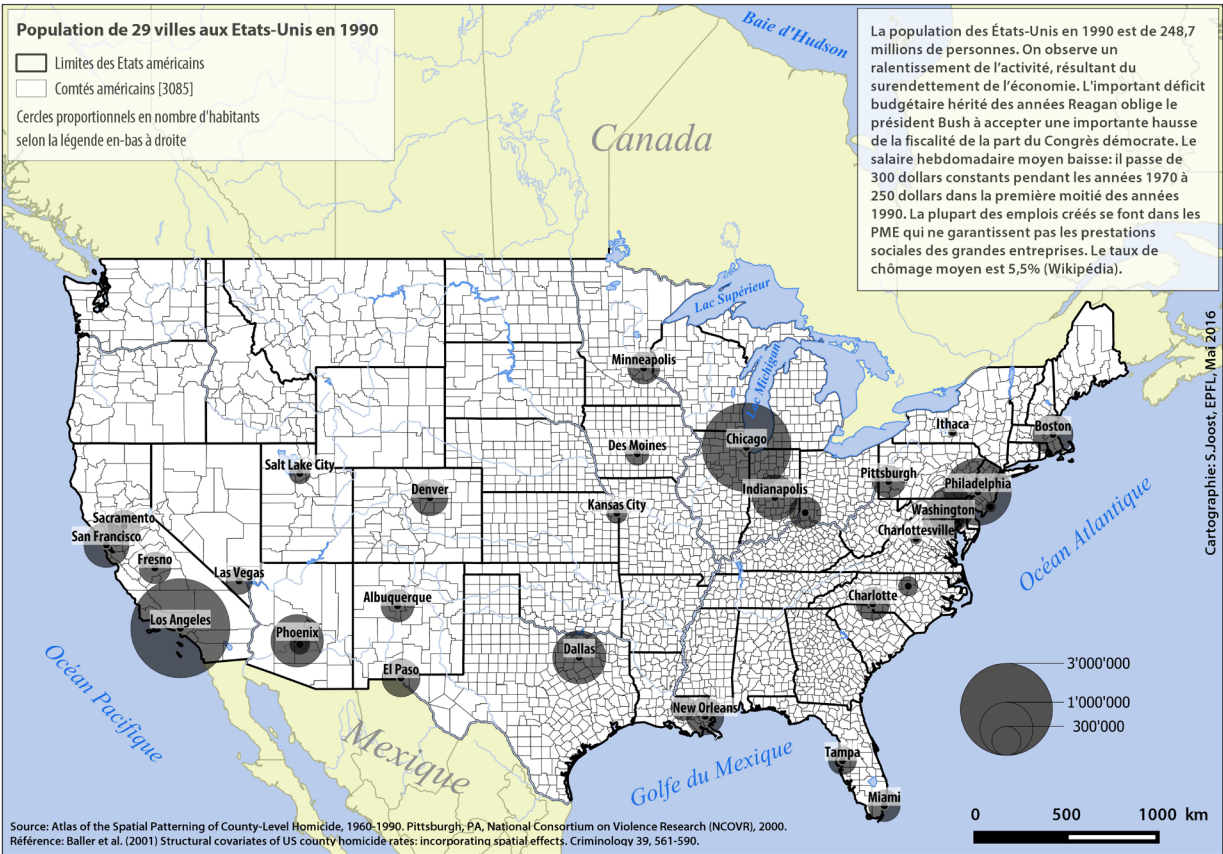 Population de 29 villes aux Etats-Unis en 1990
Limites des Etats américains
Comtés américains [3085]
Cercles proportionnels en nombre d'habitants
selon la légende en-bas à droite
Baie d'Hudson
La population des États-Unis en 1990 est de 248,7
millions de personnes. On observe un
ralentissement de l'activité, résultant du
surendettement de l'économie. L'important déficit
budgétaire hérité des années Reagan oblige le
président Bush à accepter une importante hausse
de la fiscalité de la part du Congrès démocrate. Le
salaire hebdomadaire moyen baisse: il passe de
300 dollars constants pendant les années 1970 à
250 dollars dans la première moitié des années
1990. La plupart des emplois créés se font dans les
PME qui ne garantissent pas les prestations
sociales des grandes entreprises. Le taux de
chômage moyen est 5,5% (Wikipédia).
Canada
Lac Supérieur
Lac Michigan
Minneapolis
Ithaca
Boston
Des Moines
Chicago
Salt Lake City
Denver
Pittsburgh
Philadelphia
Indianapolis
Kansas City
Washington
Sacramento
San Francisco
Charlottesville
Fresno
Las Vegas
Albuquerque
Charlotte
Los Angeles
Phoenix
Dallas
El Paso
New Orleans
Tampa
Miami
Océan Pacifique
Océan Atlantique
Mexique
Golfe du Mexique
3'000'000
1'000'000
300'000
0 500 1000 km
Cartographie: S.Joost, EPFL, Mai 2016
Source: Atlas of the Spatial Patterning of County-Level Homicide, 1960-1990. Pittsburgh, PA, National Consortium on Violence Research (NCOVR), 2000.
Référence: Baller et al. (2001) Structural covariates of US county homicide rates: incorporating spatial effects. Criminology 39, 561-590.